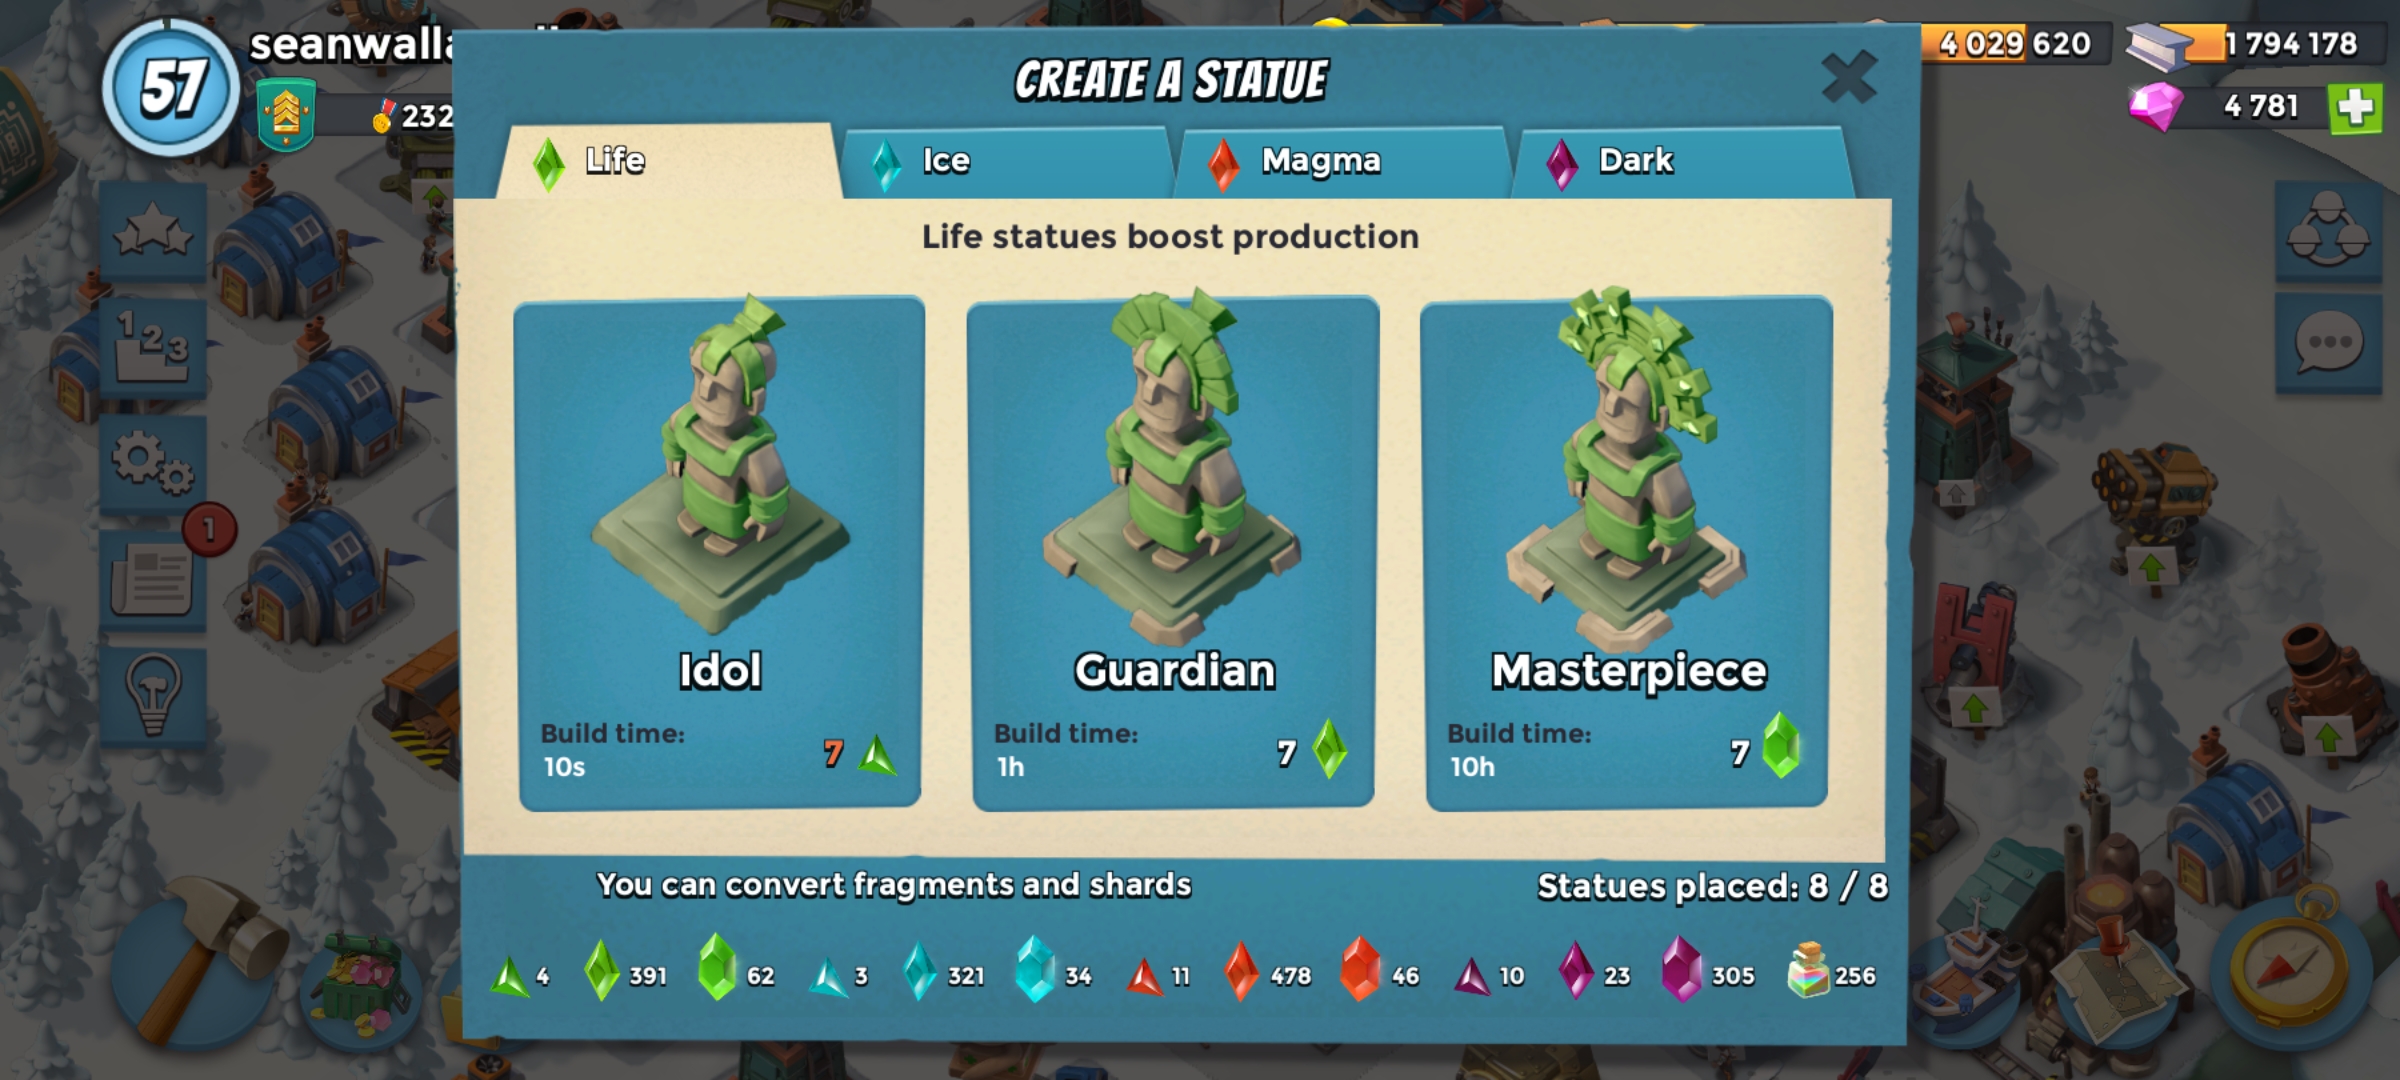 57
232
4 029 620
1 794 178
4 781
CREATE A STATUE
Life
Ice
Magma
Dark
Life statues boost production
1 2 3
1
Idol
Build time:
10s
7
Guardian
Build time:
1h
7
Masterpiece
Build time:
10h
7
You can convert fragments and shards
Statues placed: 8 / 8
4
391
62
3
321
34
11
478
46
10
23
305
256